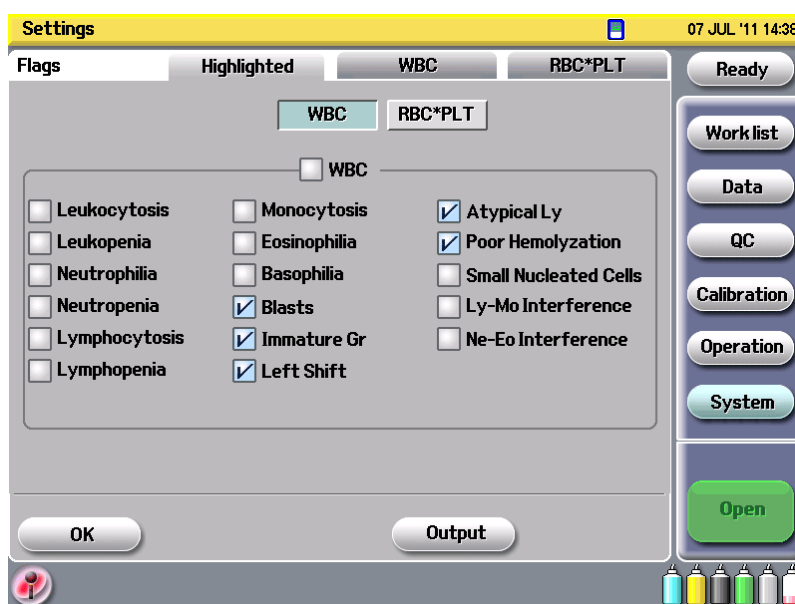 Settings
07 JUL '11 14:38
Flags Highlighted WBC RBC*PLT
Ready
WBC RBC*PLT
Work list
WBC
Data
Leukocytosis Monocytosis Atypical Ly
Leukopenia Eosinophilia Poor Hemolyzation
QC
Neutrophilia Basophilia Small Nucleated Cells
Neutropenia Blasts Ly-Mo Interference
Calibration
Lymphocytosis Immature Gr Ne-Eo Interference
Operation
Lymphopenia Left Shift
System
Open
OK Output